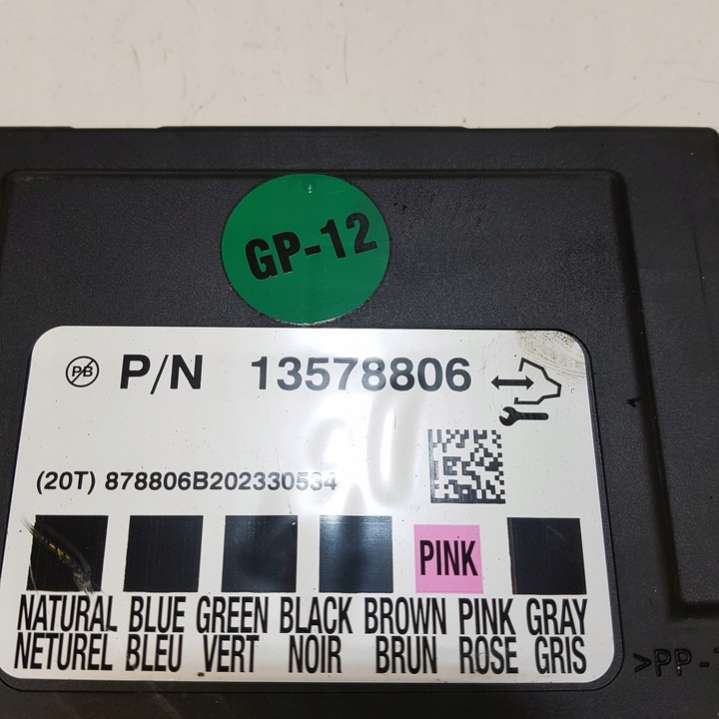 GP-12
PB P/N 13578806
(20T) 878806B202330534
PINK
NATURAL BLUE GREEN BLACK BROWN PINK GRAY
NETUREL BLEU VERT NOIR BRUN ROSE GRIS
>PP-